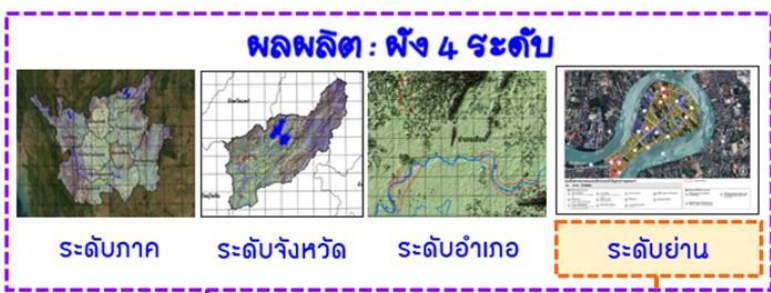 ผลผลิต : ผัง 4 ระดับ
ระดับภาค
ระดับจังหวัด
ระดับอำเภอ
ระดับย่าน